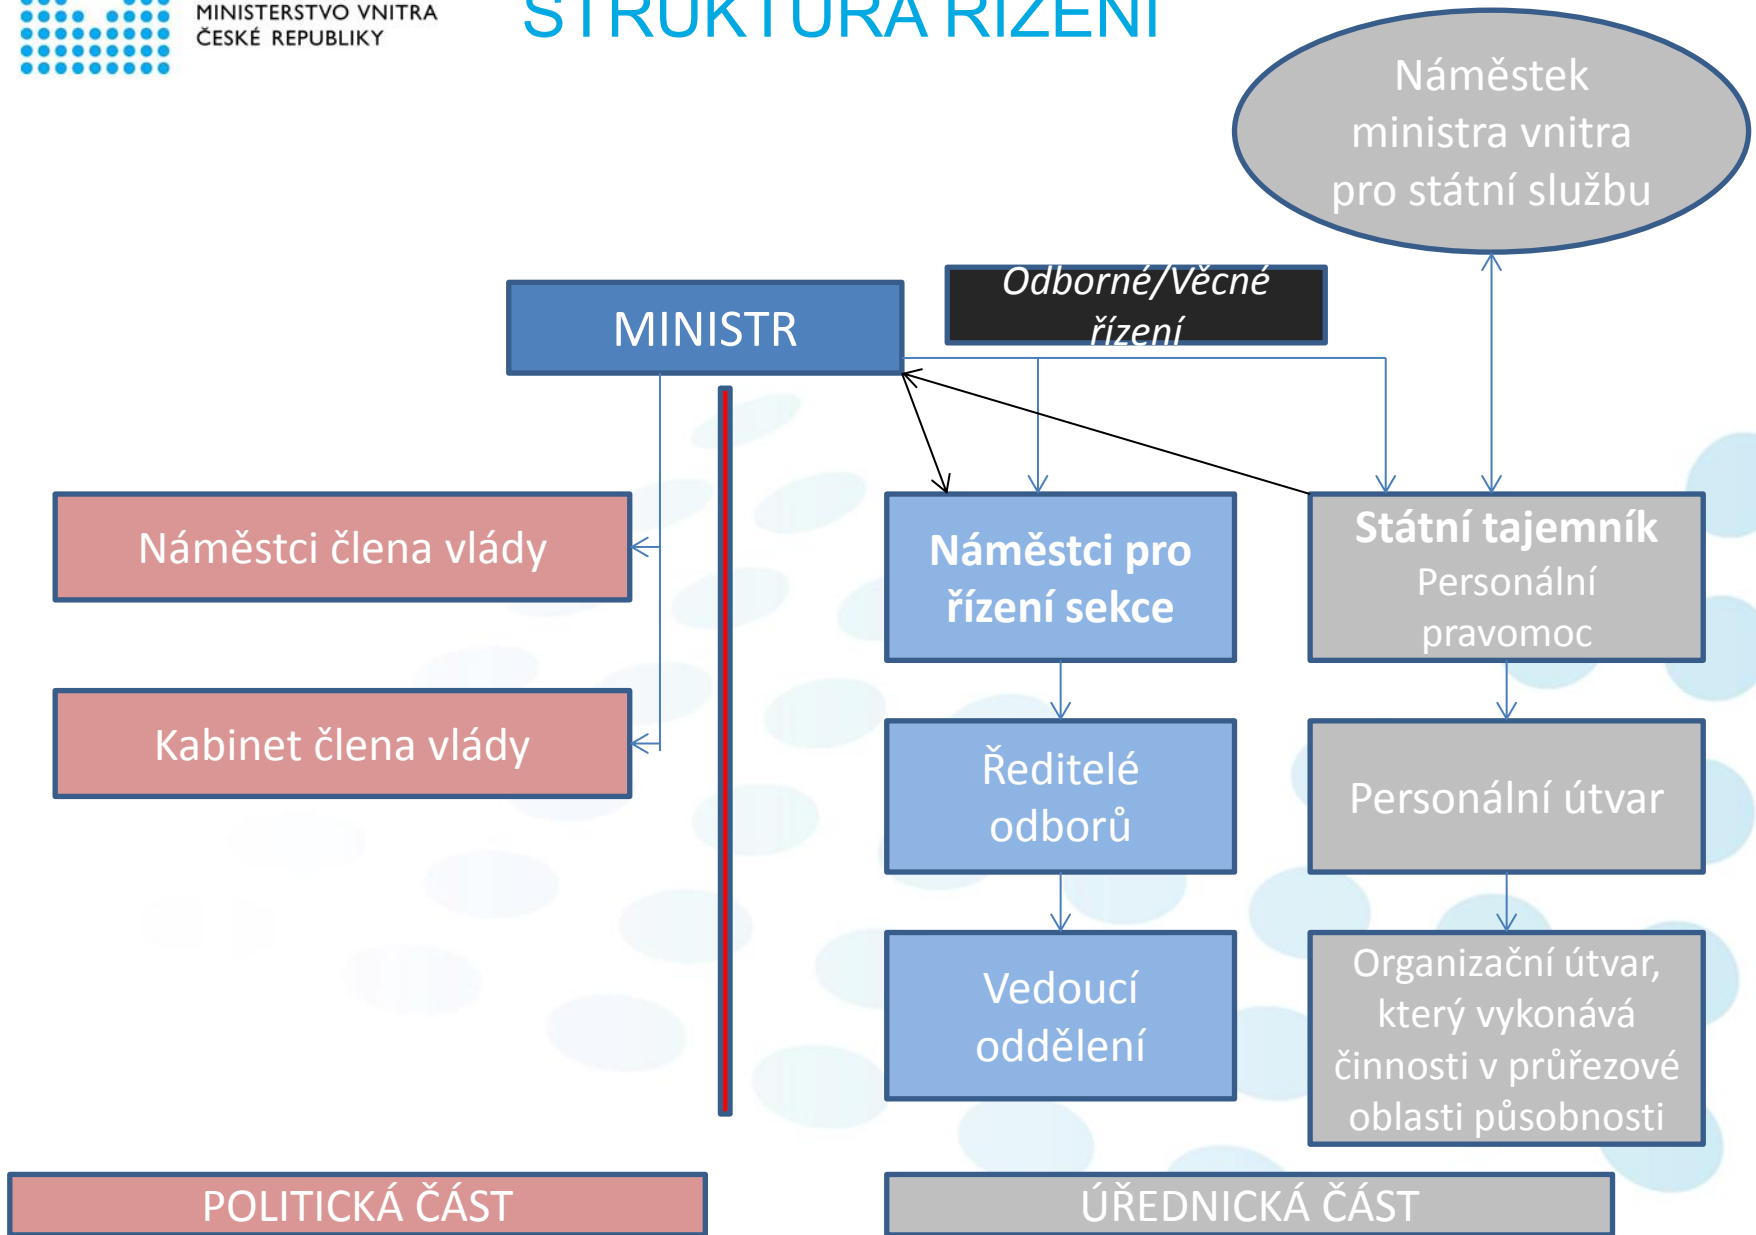 MINISTERSTVO VNITRA
ČESKÉ REPUBLIKY
STRUKTURA ŘÍZENÍ
Náměstek
ministra vnitra
pro státní službu
Odborné/Věcné
řízení
MINISTR
Náměstci člena vlády
Náměstci pro
řízení sekce
Státní tajemník
Personální
pravomoc
Kabinet člena vlády
Ředitelé
odborů
Personální útvar
Vedoucí
oddělení
Organizační útvar,
který vykonává
činnosti v průřezové
oblasti působnosti
POLITICKÁ ČÁST
ÚŘEDNICKÁ ČÁST